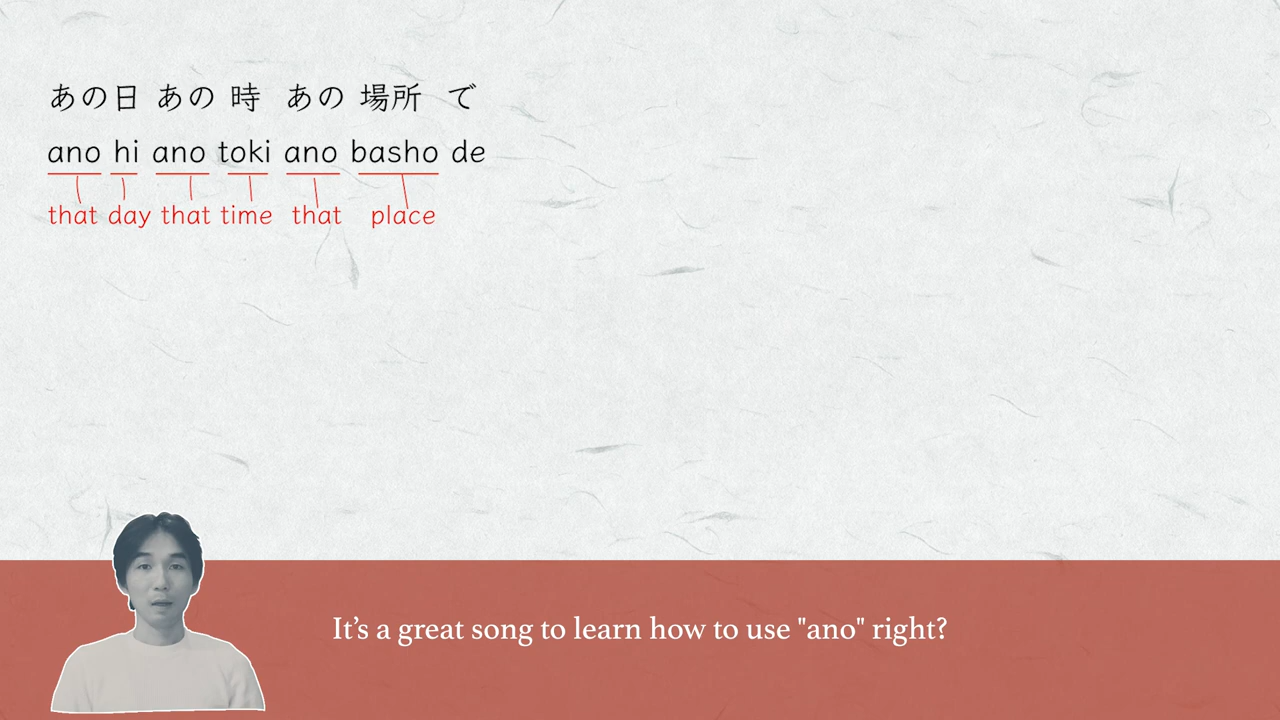 あの日 あの 時 あの 場所 で
ano hi ano toki ano basho de
that day that time that place
It’s a great song to learn how to use "ano" right?